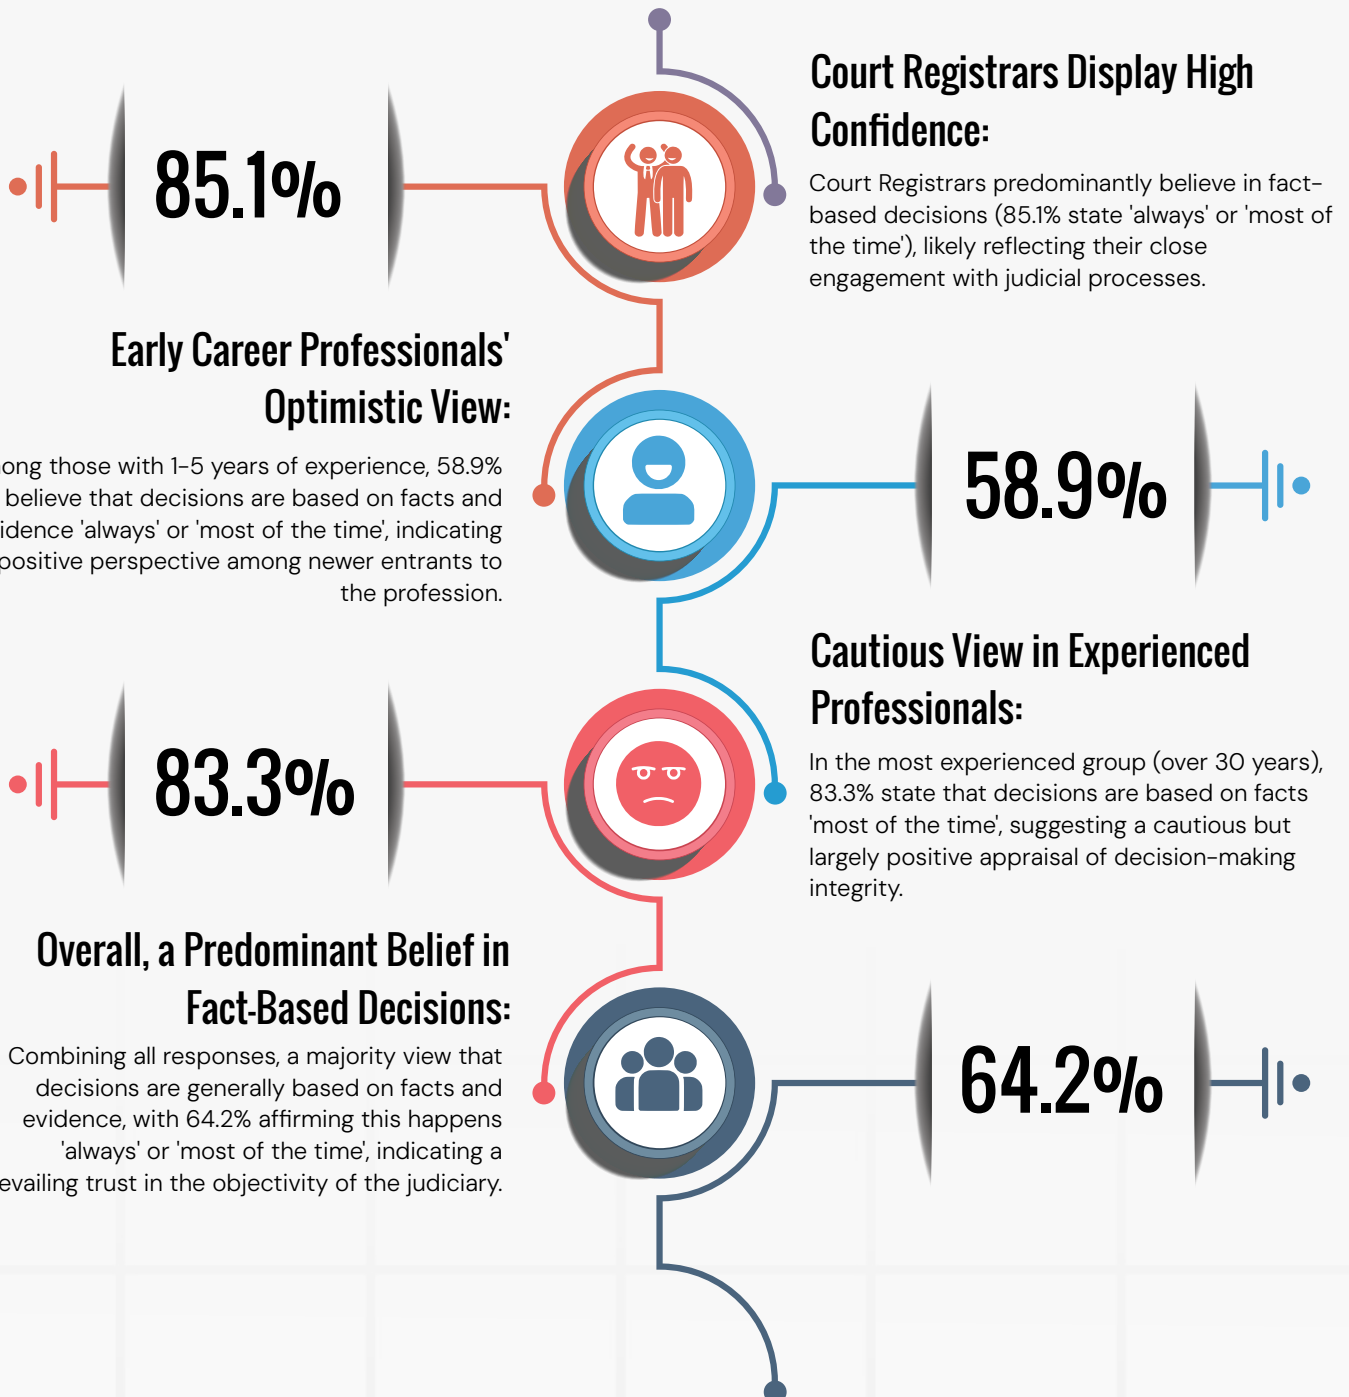 85.1%
Court Registrars Display High
Confidence:
Court Registrars predominantly believe in fact-
based decisions (85.1% state 'always' or 'most of
the time'), likely reflecting their close
engagement with judicial processes.
Early Career Professionals'
Optimistic View:
ong those with 1-5 years of experience, 58.9%
believe that decisions are based on facts and
idence 'always' or 'most of the time', indicating
positive perspective among newer entrants to
the profession.
58.9%
83.3%
Cautious View in Experienced
Professionals:
In the most experienced group (over 30 years),
83.3% state that decisions are based on facts
'most of the time', suggesting a cautious but
largely positive appraisal of decision-making
integrity.
Overall, a Predominant Belief in
Fact-Based Decisions:
Combining all responses, a majority view that
decisions are generally based on facts and
evidence, with 64.2% affirming this happens
'always' or 'most of the time', indicating a
evailing trust in the objectivity of the judiciary.
64.2%